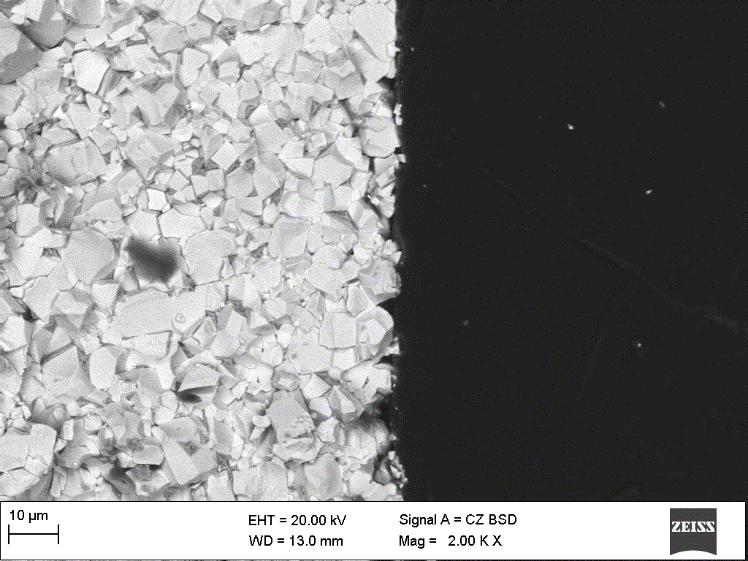 10 µm
EHT = 20.00 kV
Signal A = CZ BSD
ZEISS
WD = 13.0 mm
Mag = 2.00 K X